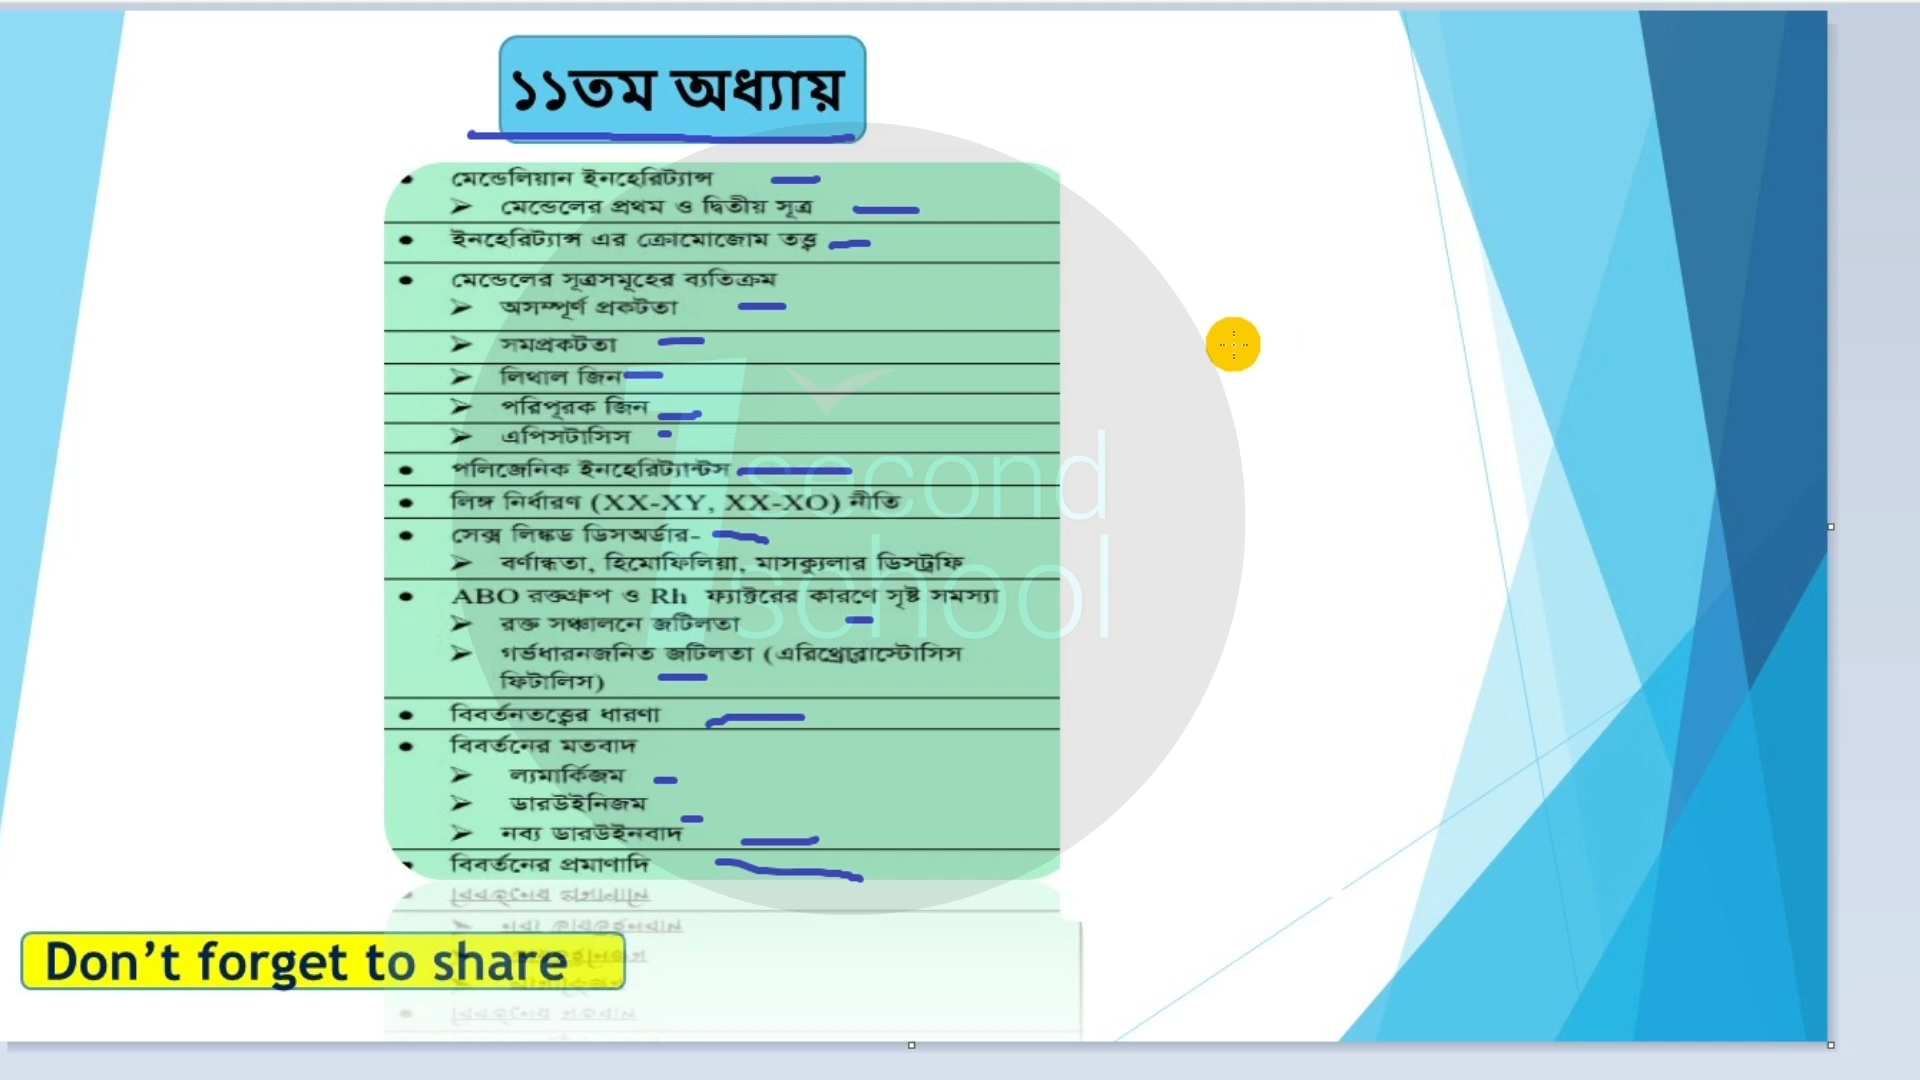 ১১তম অধ্যায়
• মেন্ডেলিয়ান ইনহেরিট্যান্স
➤ মেন্ডেলের প্রথম ও দ্বিতীয় সূত্র
• ইনহেরিট্যান্স এর ক্রোমোজোম তত্ত্ব
• মেন্ডেলের সূত্রসমূহের ব্যতিক্রম
➤ অসম্পূর্ণ প্রকটতা
➤ সমপ্রকটতা
➤ লিথাল জিন
➤ পরিপূরক জিন
➤ এপিসটাসিস
• পলিজেনিক ইনহেরিট্যান্টস
• লিঙ্গ নির্ধারণ (XX-XY, XX-XO) নীতি
• সেক্স লিঙ্কড ডিসঅর্ডার-
➤ বর্ণান্ধতা, হিমোফিলিয়া, মাসক্যুলার ডিসট্রফি
• ABO রক্তগ্রুপ ও Rh ফ্যাক্টরের কারণে সৃষ্ট সমস্যা
➤ রক্ত সঞ্চালনে জটিলতা
➤ গর্ভধারনজনিত জটিলতা (এরিথ্রোব্লাস্টোসিস
ফিটালিস)
• বিবর্তনতত্ত্বের ধারণা
• বিবর্তনের মতবাদ
➤ ল্যমার্কিজম
➤ ডারউইনিজম
➤ নব্য ডারউইনবাদ
• বিবর্তনের প্রমাণাদি
1 second
school
Don’t forget to share